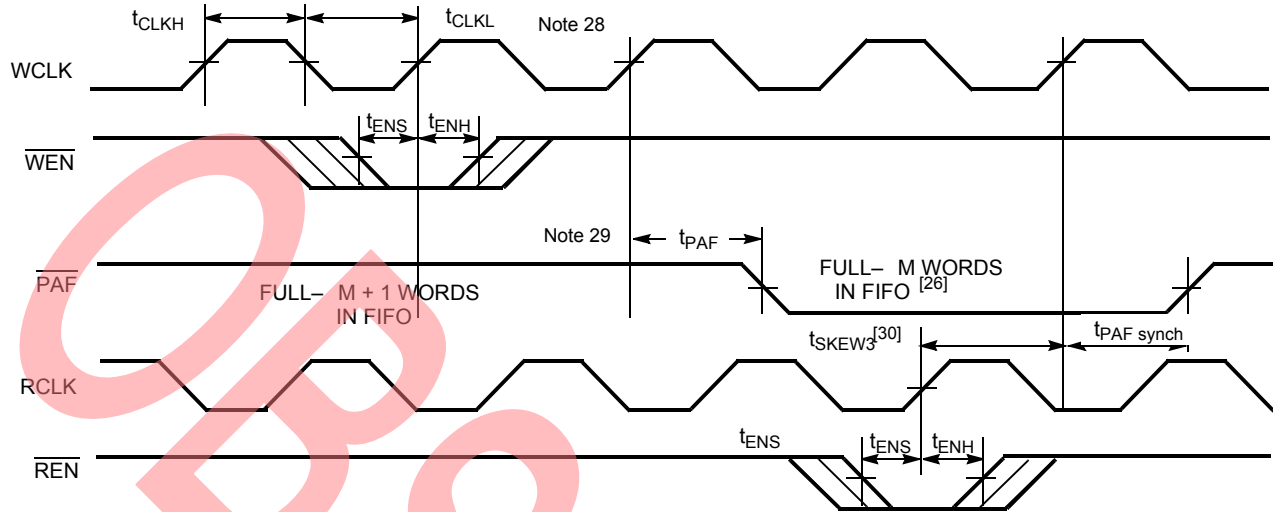 tCLKH tCLKL Note 28
WCLK
tENS tENH
WEN
Note 29 tPAF
PAF
FULL– M + 1 WORDS
IN FIFO
FULL– M WORDS
IN FIFO [26]
tSKEW3[30] tPAF synch
RCLK
tENS tENS tENH
REN
OBS